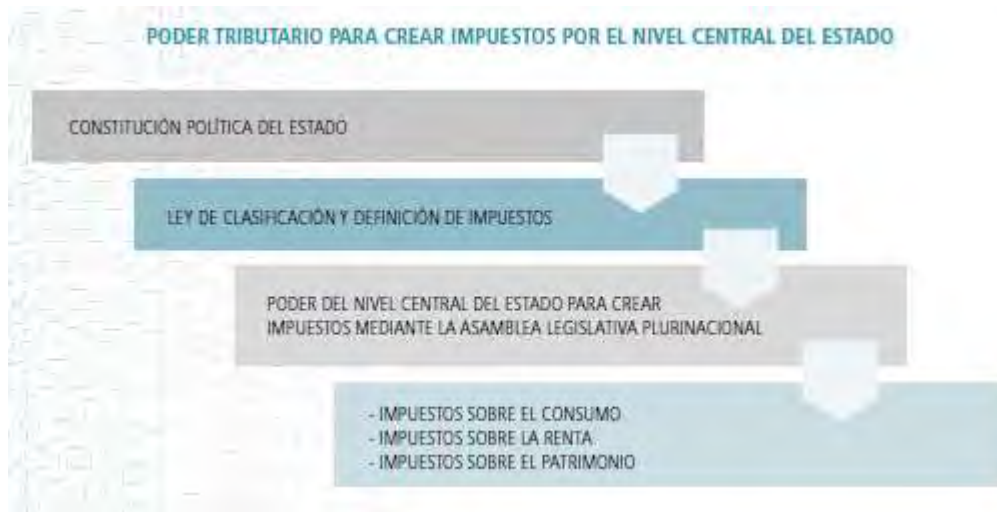 PODER TRIBUTARIO PARA CREAR IMPUESTOS POR EL NIVEL CENTRAL DEL ESTADO
CONSTITUCIÓN POLÍTICA DEL ESTADO
LEY DE CLASIFICACIÓN Y DEFINICIÓN DE IMPUESTOS
PODER DEL NIVEL CENTRAL DEL ESTADO PARA CREAR
IMPUESTOS MEDIANTE LA ASAMBLEA LEGISLATIVA PLURINACIONAL
- IMPUESTOS SOBRE EL CONSUMO
- IMPUESTOS SOBRE LA RENTA
- IMPUESTOS SOBRE EL PATRIMONIO